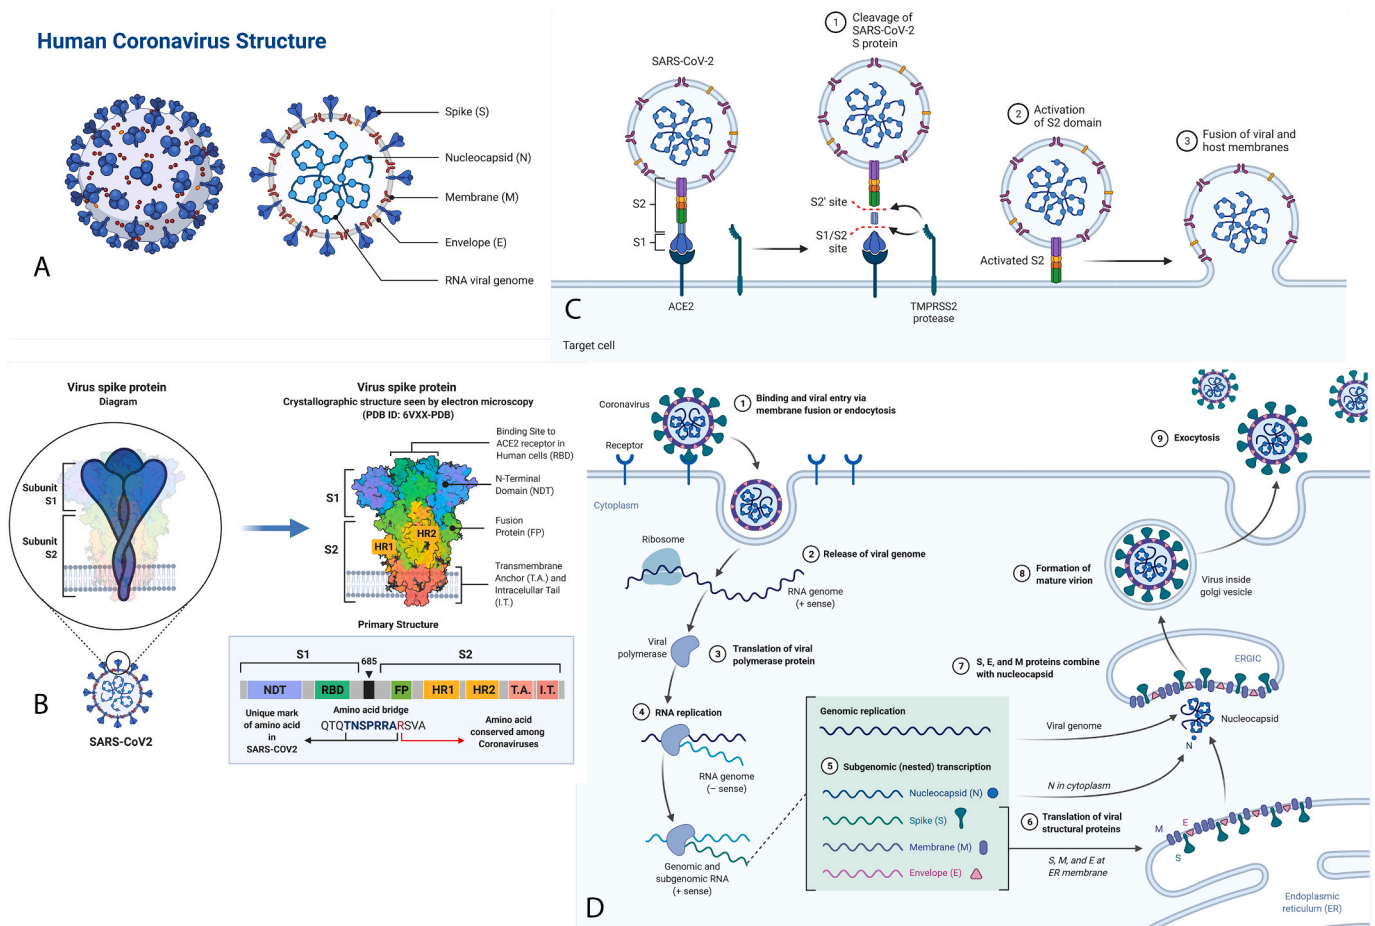 Human Coronavirus Structure
Spike (S)
Nucleocapsid (N)
Membrane (M)
Envelope (E)
RNA viral genome
A
SARS-CoV-2
S2
S1
ACE2
1
Cleavage of
SARS-CoV-2
S protein
S2' site
S1/S2
site
TMPRSS2
protease
2
Activation
of S2 domain
Activated S2
3
Fusion of viral and
host membranes
C
Target cell
Virus spike protein
Diagram
Subunit
S1
Subunit
S2
B
SARS-CoV2
Virus spike protein
Crystallographic structure seen by electron microscopy
(PDB ID: 6VXX-PDB)
Binding Site to
ACE2 receptor in
Human cells (RBD)
N-Terminal
Domain (NDT)
Fusion
Protein (FP)
Transmembrane
Anchor (T.A.) and
Intracelullar Tail
(I.T.)
S1
S2
HR1
HR2
Primary Structure
S1
685
S2
NDT
RBD
FP
HR1
HR2
T.A.
I.T.
Unique mark
of amino acid
in
SARS-COV2
Amino acid bridge
QTQTNSPRRARSVA
Amino acid
conserved among
Coronaviruses
Coronavirus
Receptor
Cytoplasm
1
Binding and viral entry via
membrane fusion or endocytosis
Ribosome
2
Release of viral genome
RNA genome
(+ sense)
Viral
polymerase
3
Translation of viral
polymerase protein
4
RNA replication
RNA genome
(– sense)
Genomic and
subgenomic RNA
(+ sense)
Genomic replication
5
Subgenomic (nested) transcription
Nucleocapsid (N)
Spike (S)
Membrane (M)
Envelope (E)
6
Translation of viral
structural proteins
S, M, and E at
ER membrane
7
S, E, and M proteins combine
with nucleocapsid
Viral genome
N in cytoplasm
ERGIC
Nucleocapsid
N
M
E
S
Endoplasmic
reticulum (ER)
8
Formation of
mature virion
Virus inside
golgi vesicle
9
Exocytosis
D